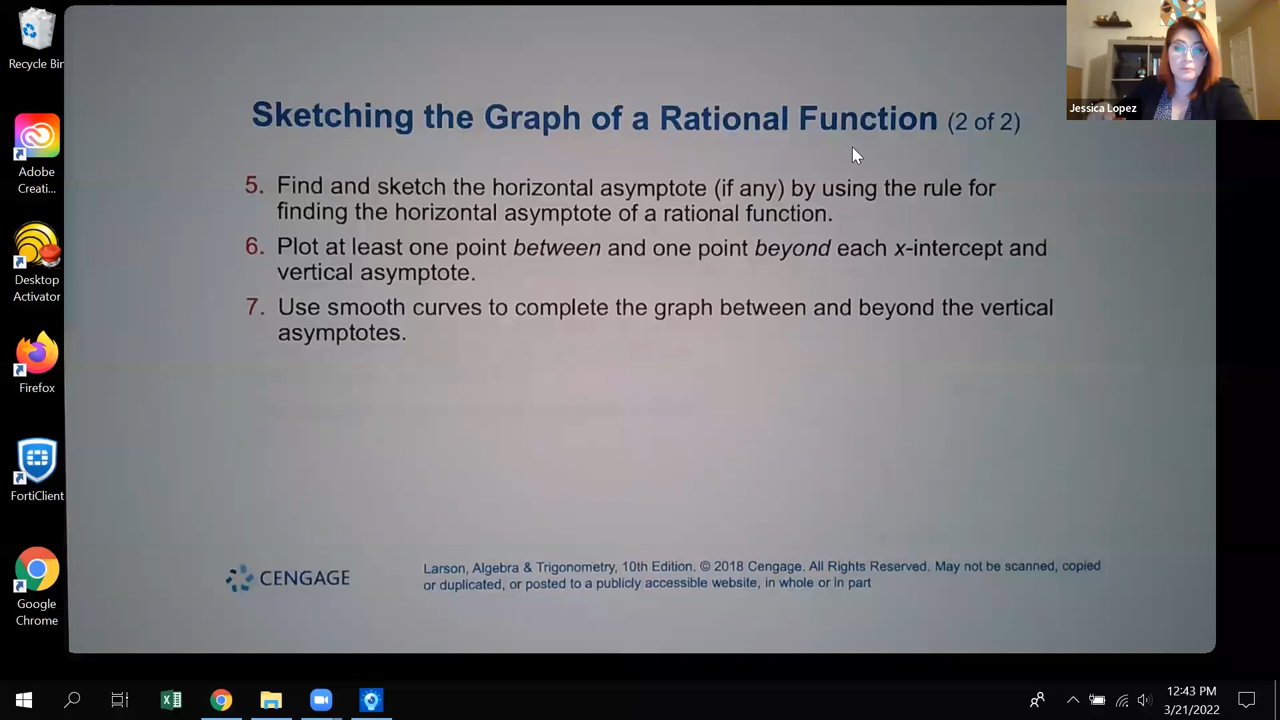 Recycle Bin
Adobe
Creati...
Desktop
Activator
Firefox
FortiClient
Google
Chrome
Sketching the Graph of a Rational Function (2 of 2)
5. Find and sketch the horizontal asymptote (if any) by using the rule for
finding the horizontal asymptote of a rational function.
6. Plot at least one point between and one point beyond each x-intercept and
vertical asymptote.
7. Use smooth curves to complete the graph between and beyond the vertical
asymptotes.
CENGAGE
Larson, Algebra & Trigonometry, 10th Edition. © 2018 Cengage. All Rights Reserved. May not be scanned, copied
or duplicated, or posted to a publicly accessible website, in whole or in part
Jessica Lopez
12:43 PM
3/21/2022